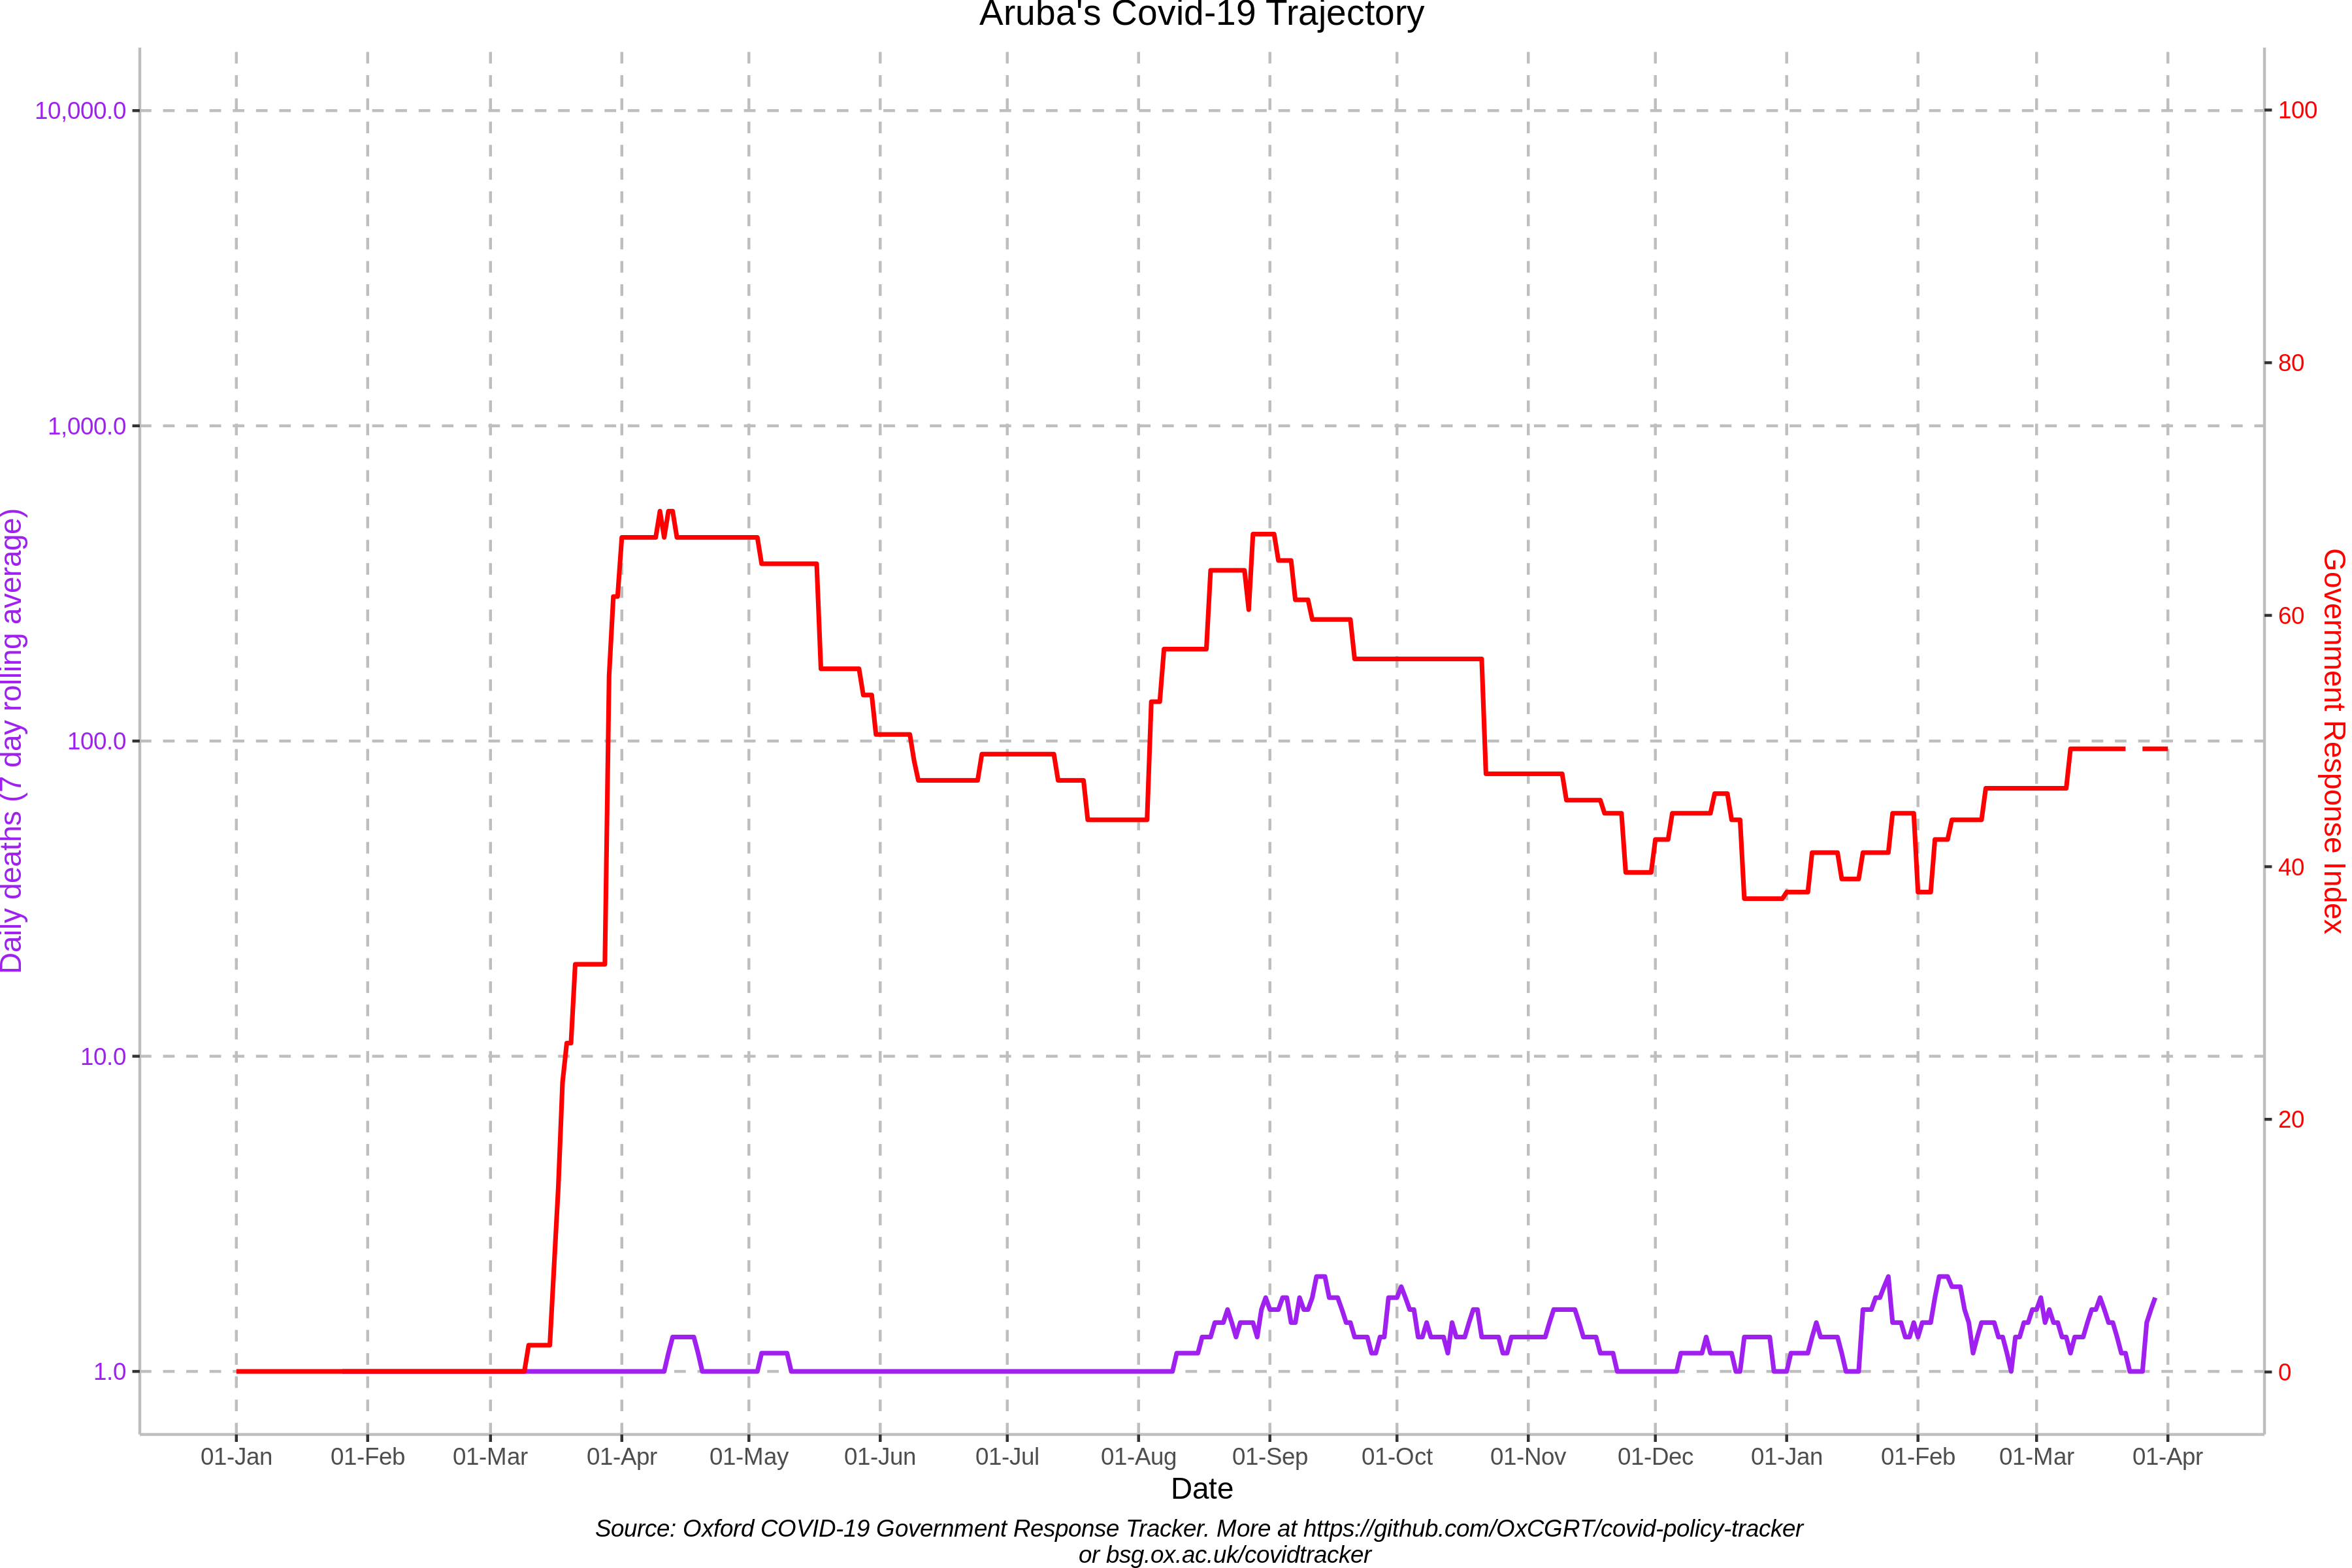 Aruba's Covid-19 Trajectory
10,000.0
1,000.0
100.0
10.0
1.0
Daily deaths (7 day rolling average)
100
80
60
40
20
0
Government Response Index
01-Jan 01-Feb 01-Mar 01-Apr 01-May 01-Jun 01-Jul 01-Aug 01-Sep 01-Oct 01-Nov 01-Dec 01-Jan 01-Feb 01-Mar 01-Apr
Date
Source: Oxford COVID-19 Government Response Tracker. More at https://github.com/OxCGRT/covid-policy-tracker
or bsg.ox.ac.uk/covidtracker